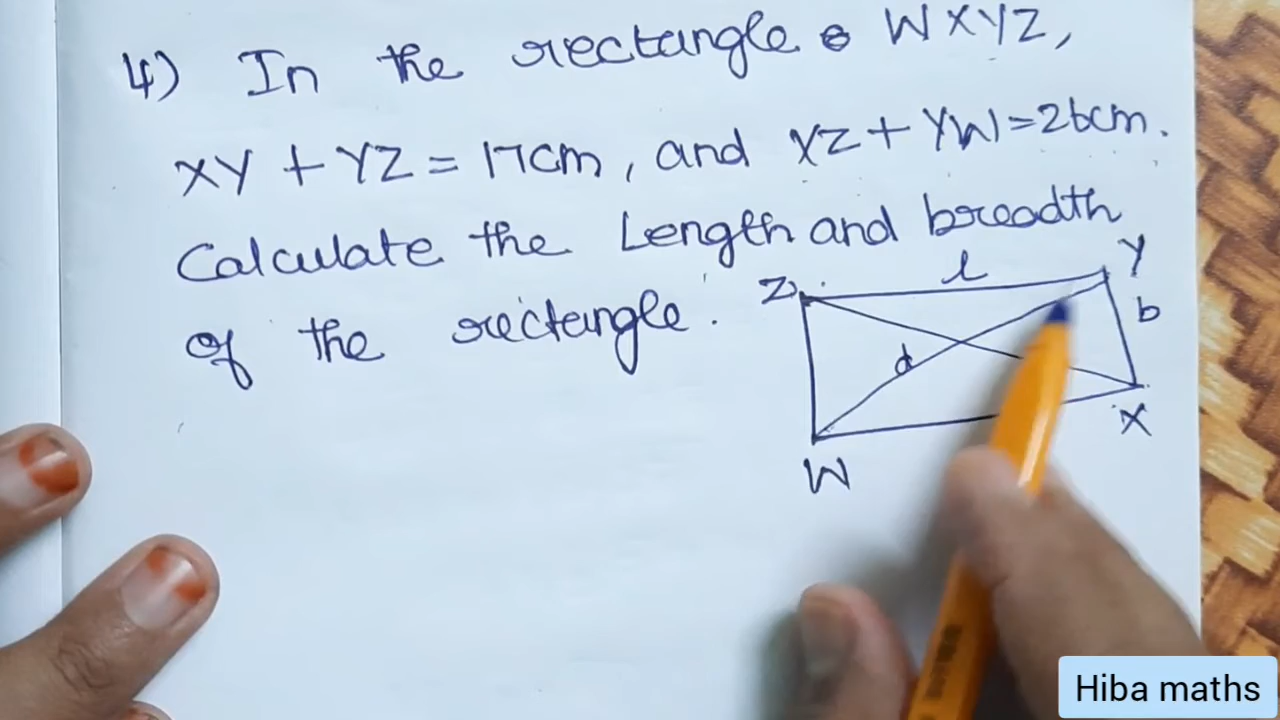 4) In the rectangle WXYZ,
XY + YZ = 17cm, and XZ + YW = 26cm.
Calculate the Length and breadth
of the rectangle.
Z l Y
b
d
X
W
Hiba maths